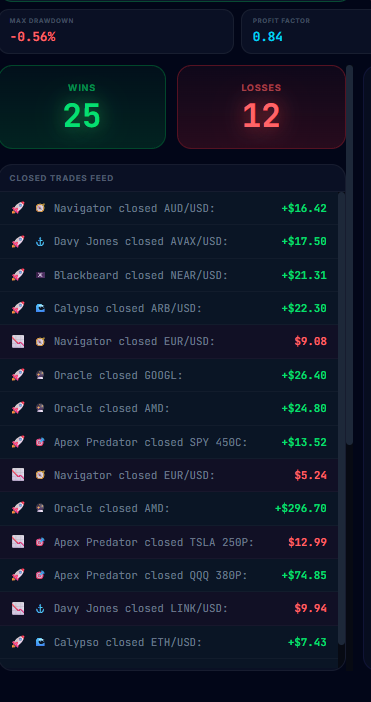 MAX DRAWDOWN
-0.56%
PROFIT FACTOR
0.84
WINS
25
LOSSES
12
CLOSED TRADES FEED
Navigator closed AUD/USD: +$16.42
Davy Jones closed AVAX/USD: +$17.50
Blackbeard closed NEAR/USD: +$21.31
Calypso closed ARB/USD: +$22.30
Navigator closed EUR/USD: $9.08
Oracle closed GOOGL: +$26.40
Oracle closed AMD: +$24.80
Apex Predator closed SPY 450C: +$13.52
Navigator closed EUR/USD: $5.24
Oracle closed AMD: +$296.70
Apex Predator closed TSLA 250P: $12.99
Apex Predator closed QQQ 380P: +$74.85
Davy Jones closed LINK/USD: $9.94
Calypso closed ETH/USD: +$7.43